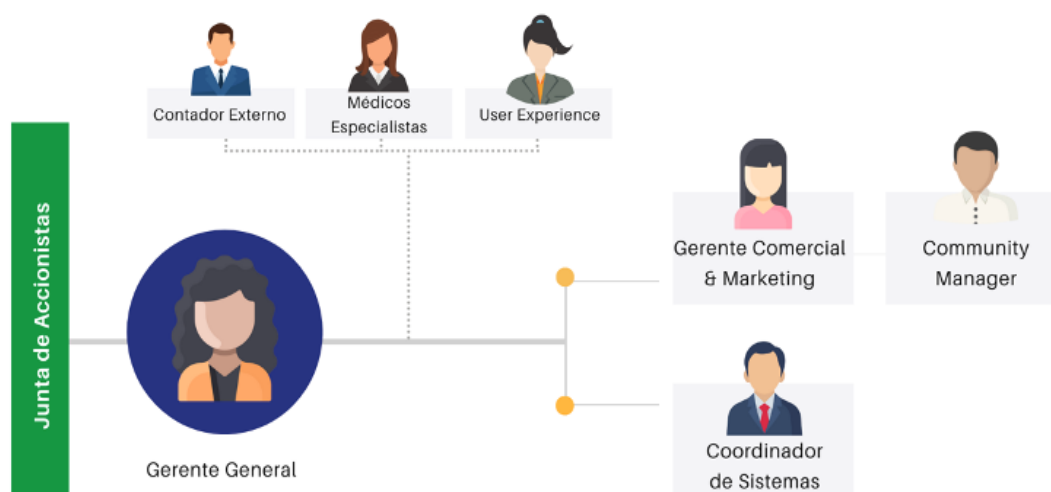 Contador Externo
Médicos
Especialistas
User Experience
Junta de Accionistas
Gerente General
Gerente Comercial
& Marketing
Community
Manager
Coordinador
de Sistemas